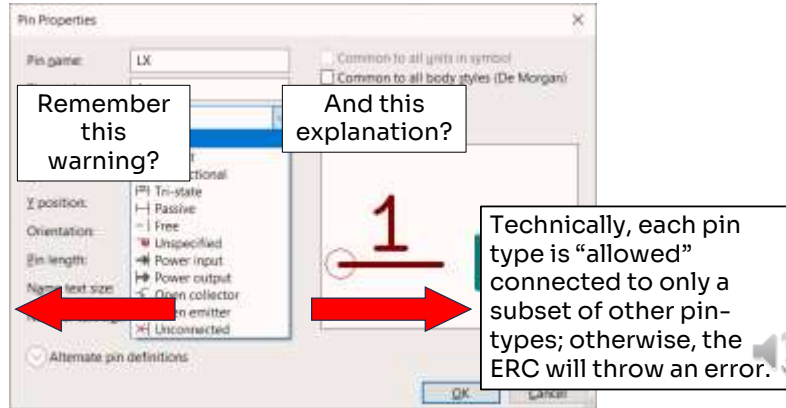 Pin Properties
Pin name:
LX
Common to all units in symbol
Common to all body styles (De Morgan)
Remember
this
warning?
And this
explanation?
Tri-state
Passive
Free
Unspecified
Power input
Power output
Open collector
Unconnected
Y position:
Orientation:
Pin length:
Name text size:
1
Technically, each pin
type is “allowed”
connected to only a
subset of other pin-
types; otherwise, the
ERC will throw an error.
Alternate pin definitions
OK
Cancel